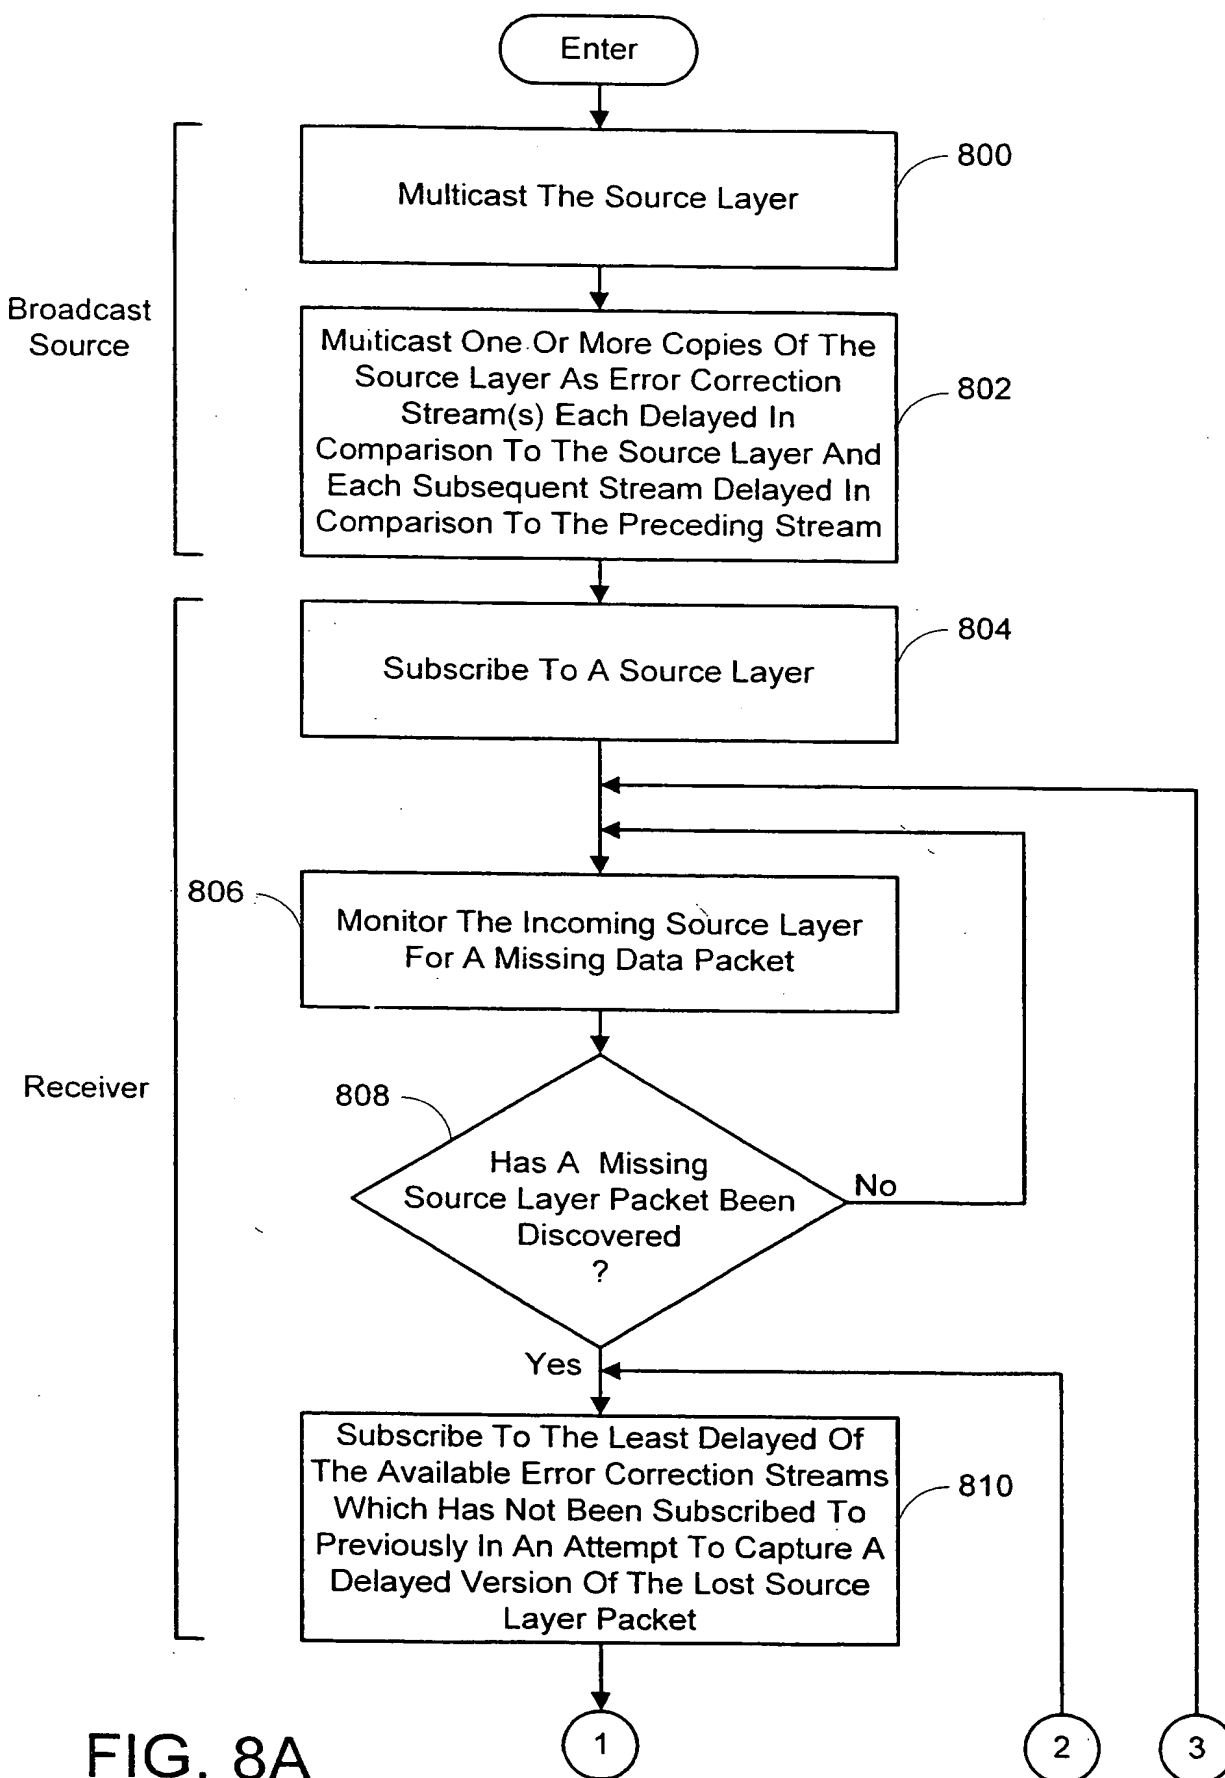 Enter
800
Multicast The Source Layer
Broadcast
Source
Multicast One Or More Copies Of The
Source Layer As Error Correction
Stream(s) Each Delayed In
Comparison To The Source Layer And
Each Subsequent Stream Delayed In
Comparison To The Preceding Stream
802
804
Subscribe To A Source Layer
806
Monitor The Incoming Source Layer
For A Missing Data Packet
Receiver
808
Has A Missing
Source Layer Packet Been
Discovered
?
No
Yes
Subscribe To The Least Delayed Of
The Available Error Correction Streams
Which Has Not Been Subscribed To
Previously In An Attempt To Capture A
Delayed Version Of The Lost Source
Layer Packet
810
FIG. 8A
1
2
3